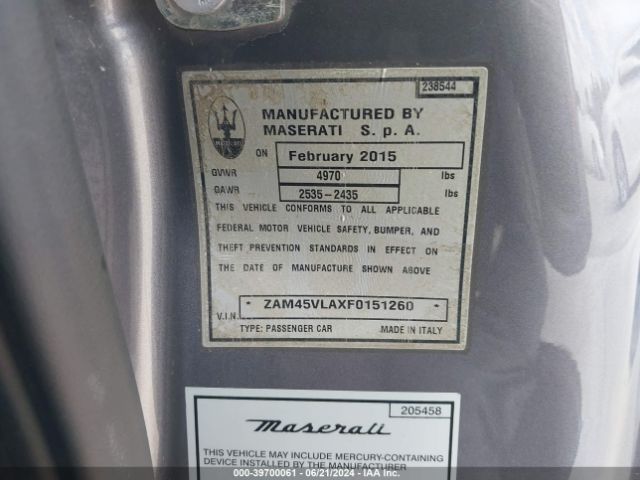 238544
MANUFACTURED BY
MASERATI S. p A.
ON February 2015
GVWR 4970 lbs
GAWR 2535-2435 lbs
THIS VEHICLE CONFORMS TO ALL APPLICABLE
FEDERAL MOTOR VEHICLE SAFETY, BUMPER, AND
THEFT PREVENTION STANDARDS IN EFFECT ON
THE DATE OF MANUFACTURE SHOWN ABOVE
V.I.N. * ZAM45VLAXF0151260 *
TYPE: PASSENGER CAR MADE IN ITALY
205458
Maserati
THIS VEHICLE MAY INCLUDE MERCURY-CONTAINING
DEVICE INSTALLED BY THE MANUFACTURER
000-39700061 - 06/21/2024 - IAAI.COM